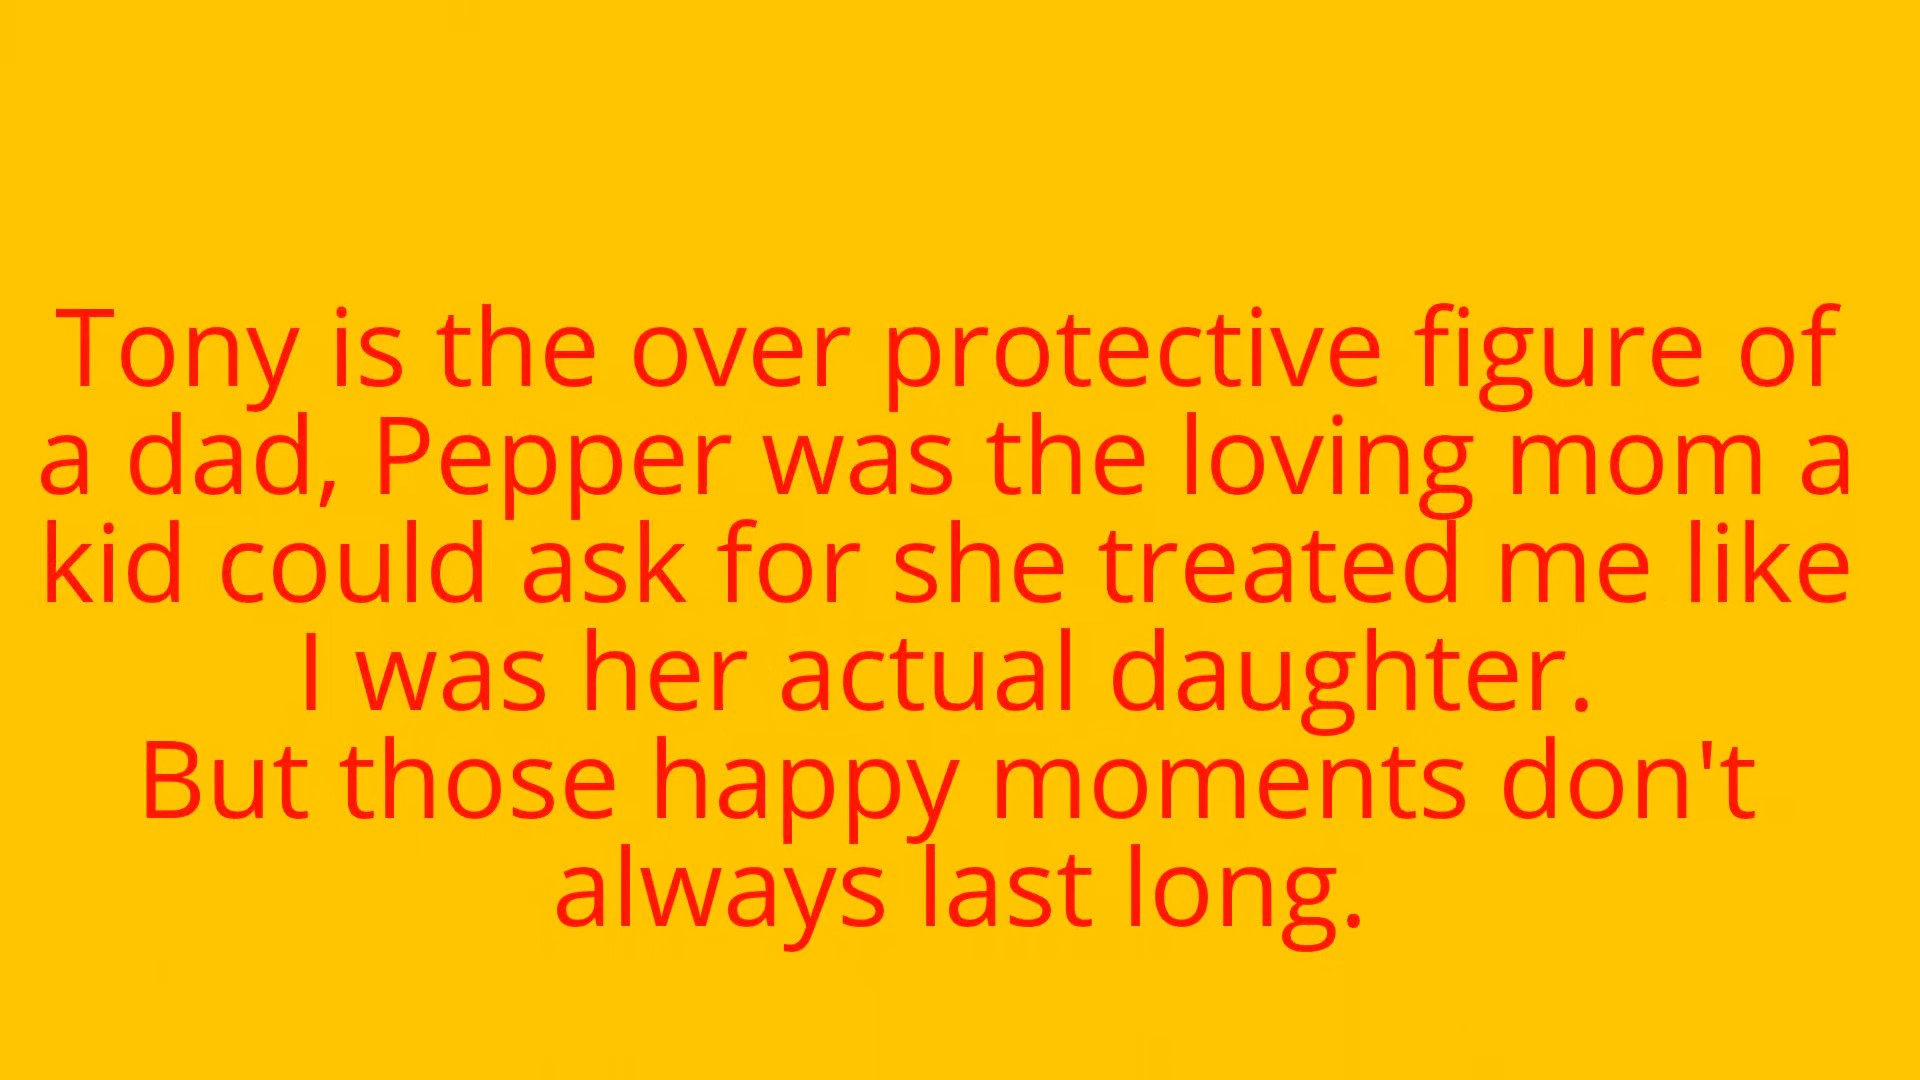 Tony is the over protective figure of
a dad, Pepper was the loving mom a
kid could ask for she treated me like
I was her actual daughter.
But those happy moments don't
always last long.